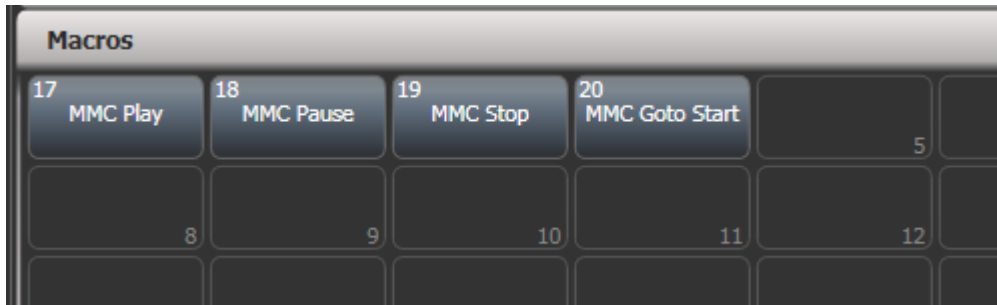 Macros
17 18 19 20
MMC Play MMC Pause MMC Stop MMC Goto Start
5
8 9 10 11 12